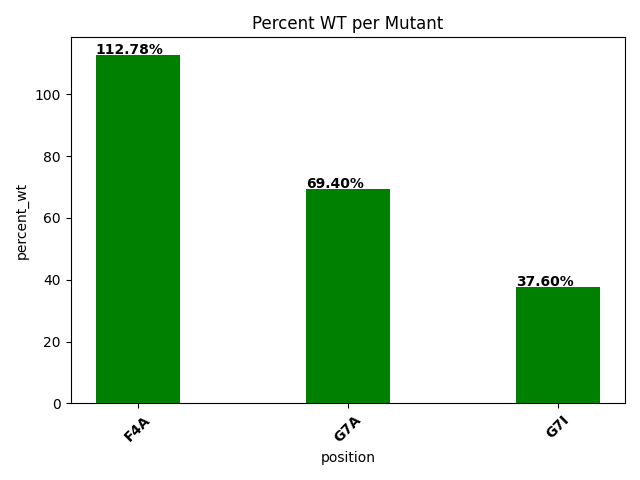 Percent WT per Mutant
112.78%
69.40%
37.60%
percent_wt
100
80
60
40
20
0
F4A
G7A
G7I
position